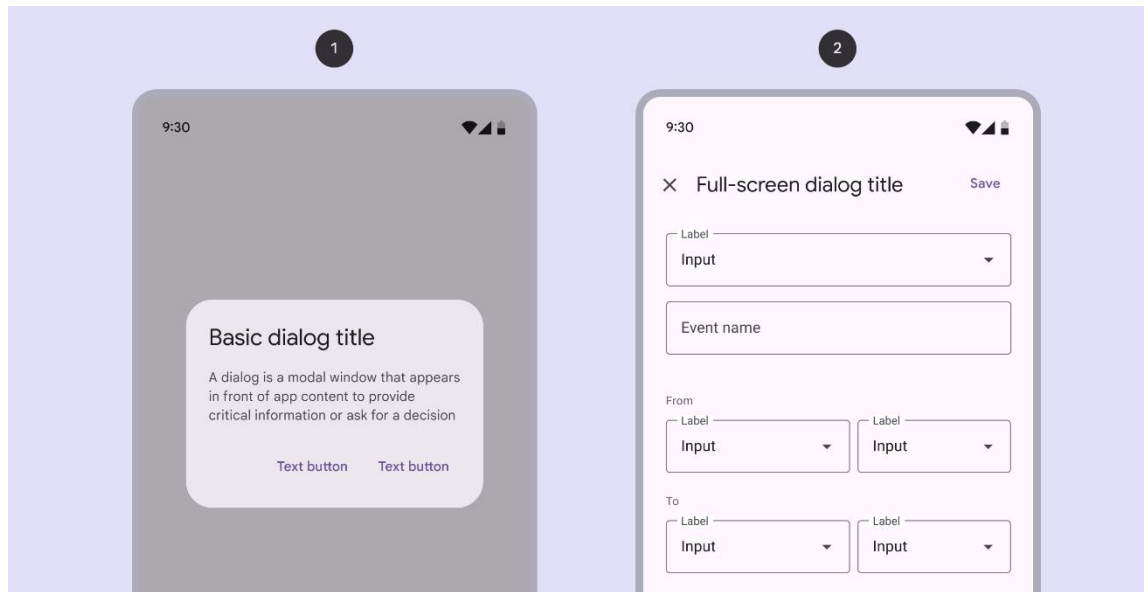 1
9:30
Basic dialog title
A dialog is a modal window that appears
in front of app content to provide
critical information or ask for a decision
Text button Text button
2
9:30
Full-screen dialog title Save
Label
Input
Event name
From
Label Label
Input Input
To
Label Label
Input Input